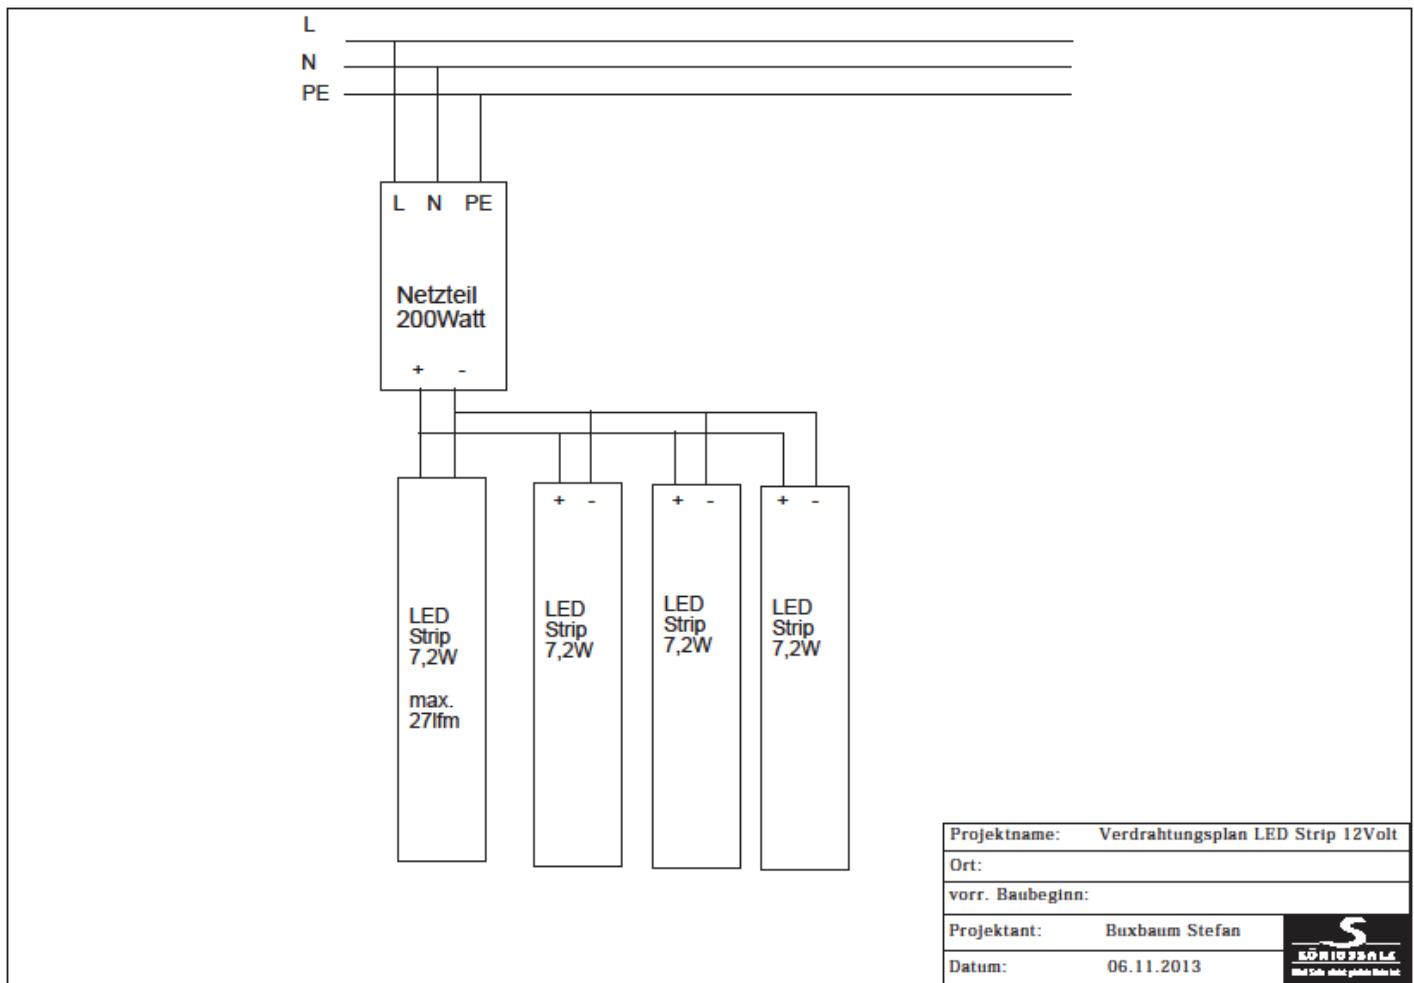 L
N
PE
L N PE
Netzteil
200Watt
+ -
+ - + - + -
LED
Strip
7,2W
max.
27lfm
LED
Strip
7,2W
LED
Strip
7,2W
LED
Strip
7,2W
Projektname: Verdrahtungsplan LED Strip 12Volt
Ort:
vorr. Baubeginn:
Projektant: Buxbaum Stefan
Datum: 06.11.2013
KÖNIGSSALZ